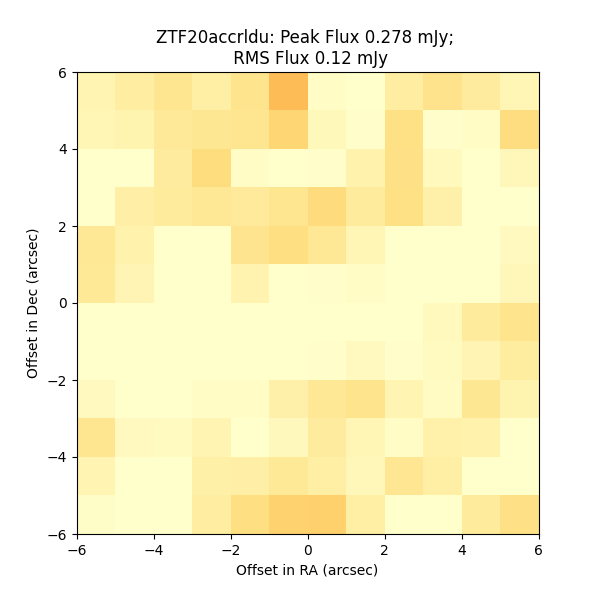 ZTF20accrldu: Peak Flux 0.278 mJy;
RMS Flux 0.12 mJy
6
4
2
0
−2
−4
−6
Offset in Dec (arcsec)
−6 −4 −2 0 2 4 6
Offset in RA (arcsec)